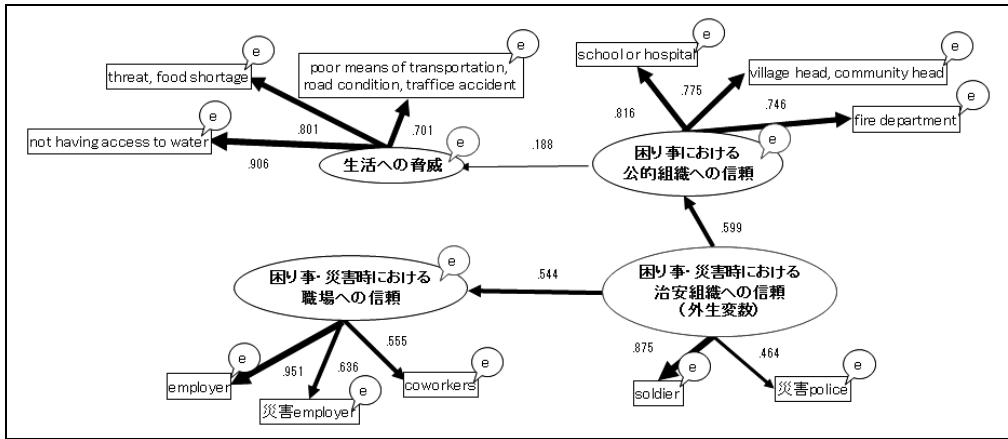 e
e
e
school or hospital
e
poor means of transportation,
road condition, traffice accident
threat, food shortage
village head, community head
e
.775
.746
e
e
.816
fire department
not having access to water
.801
.701
.906
生活への脅威
e
.188
困り事における
公的組織への信頼
e
.599
困り事・災害時における
職場への信頼
e
.544
困り事・災害時における
治安組織への信頼
(外生変数)
.555
.875
.464
e
.951
.636
e
e
e
employer
coworkers
e
soldier
災害police
災害employer